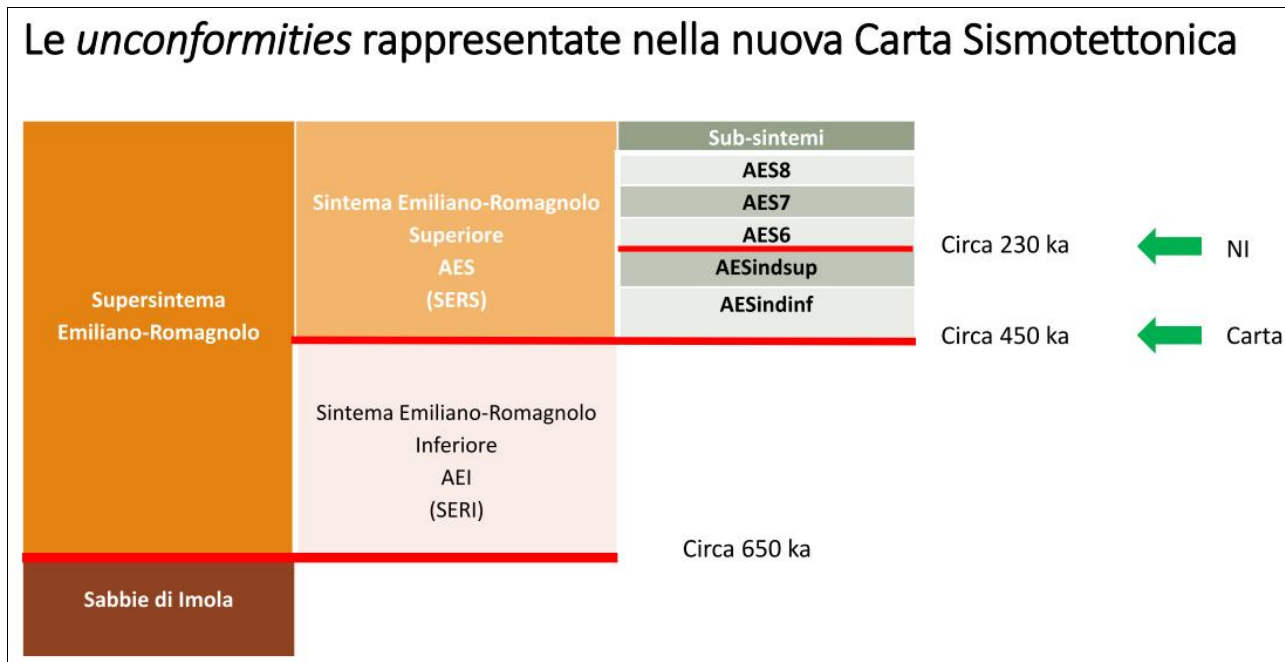 Le unconformities rappresentate nella nuova Carta Sismotettonica
Supersintema
Emiliano-Romagnolo
Sabbie di Imola
Sintema Emiliano-Romagnolo
Superiore
AES
(SERS)
Sintema Emiliano-Romagnolo
Inferiore
AEI
(SERI)
Sub-sintemi
AES8
AES7
AES6
AESindsup
AESindinf
Circa 230 ka
NI
Circa 450 ka
Carta
Circa 650 ka